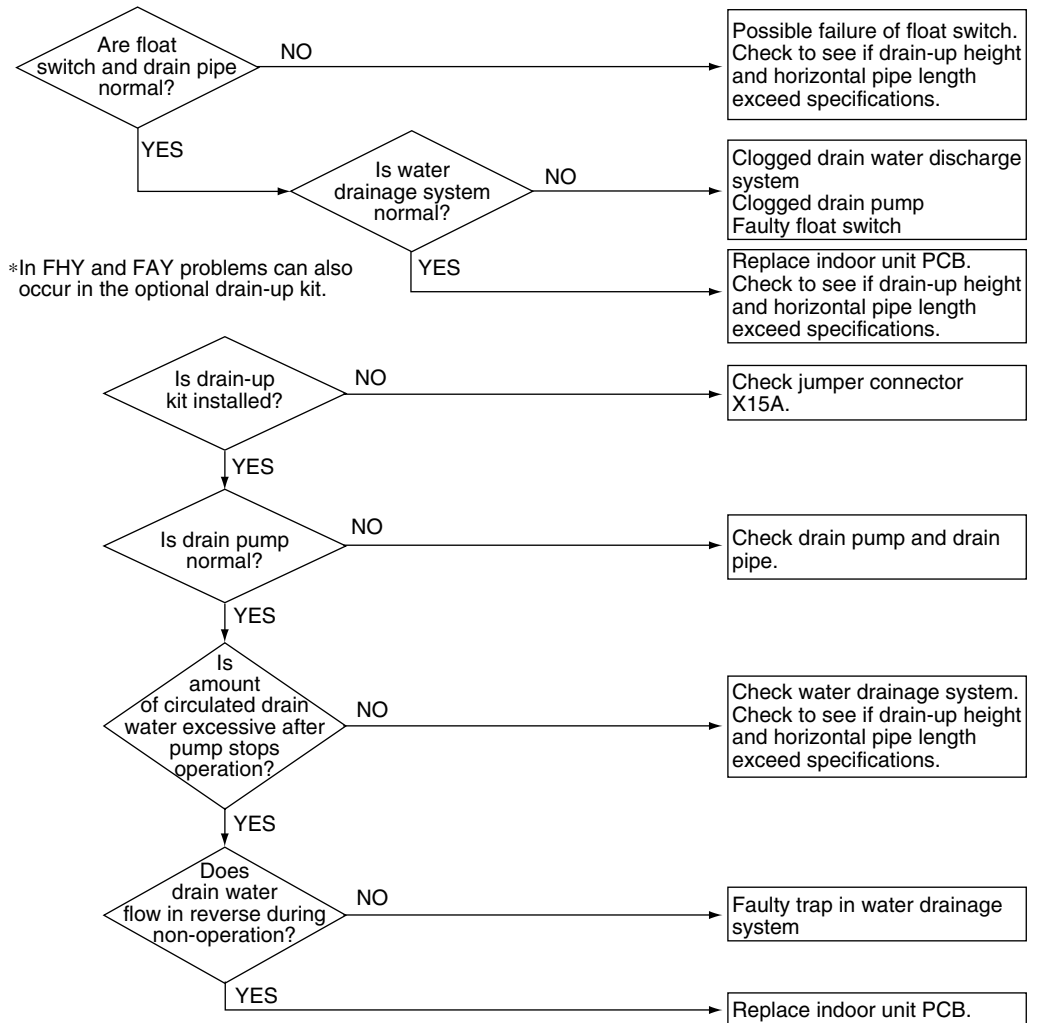 Are float
switch and drain pipe
normal?
NO
Possible failure of float switch.
Check to see if drain-up height
and horizontal pipe length
exceed specifications.
YES
Is water
drainage system
normal?
NO
Clogged drain water discharge
system
Clogged drain pump
Faulty float switch
YES
Replace indoor unit PCB.
Check to see if drain-up height
and horizontal pipe length
exceed specifications.
*In FHY and FAY problems can also
occur in the optional drain-up kit.
Is drain-up
kit installed?
NO
Check jumper connector
X15A.
YES
Is drain pump
normal?
NO
Check drain pump and drain
pipe.
YES
Is
amount
of circulated drain
water excessive after
pump stops
operation?
NO
Check water drainage system.
Check to see if drain-up height
and horizontal pipe length
exceed specifications.
YES
Does
drain water
flow in reverse during
non-operation?
NO
Faulty trap in water drainage
system
YES
Replace indoor unit PCB.